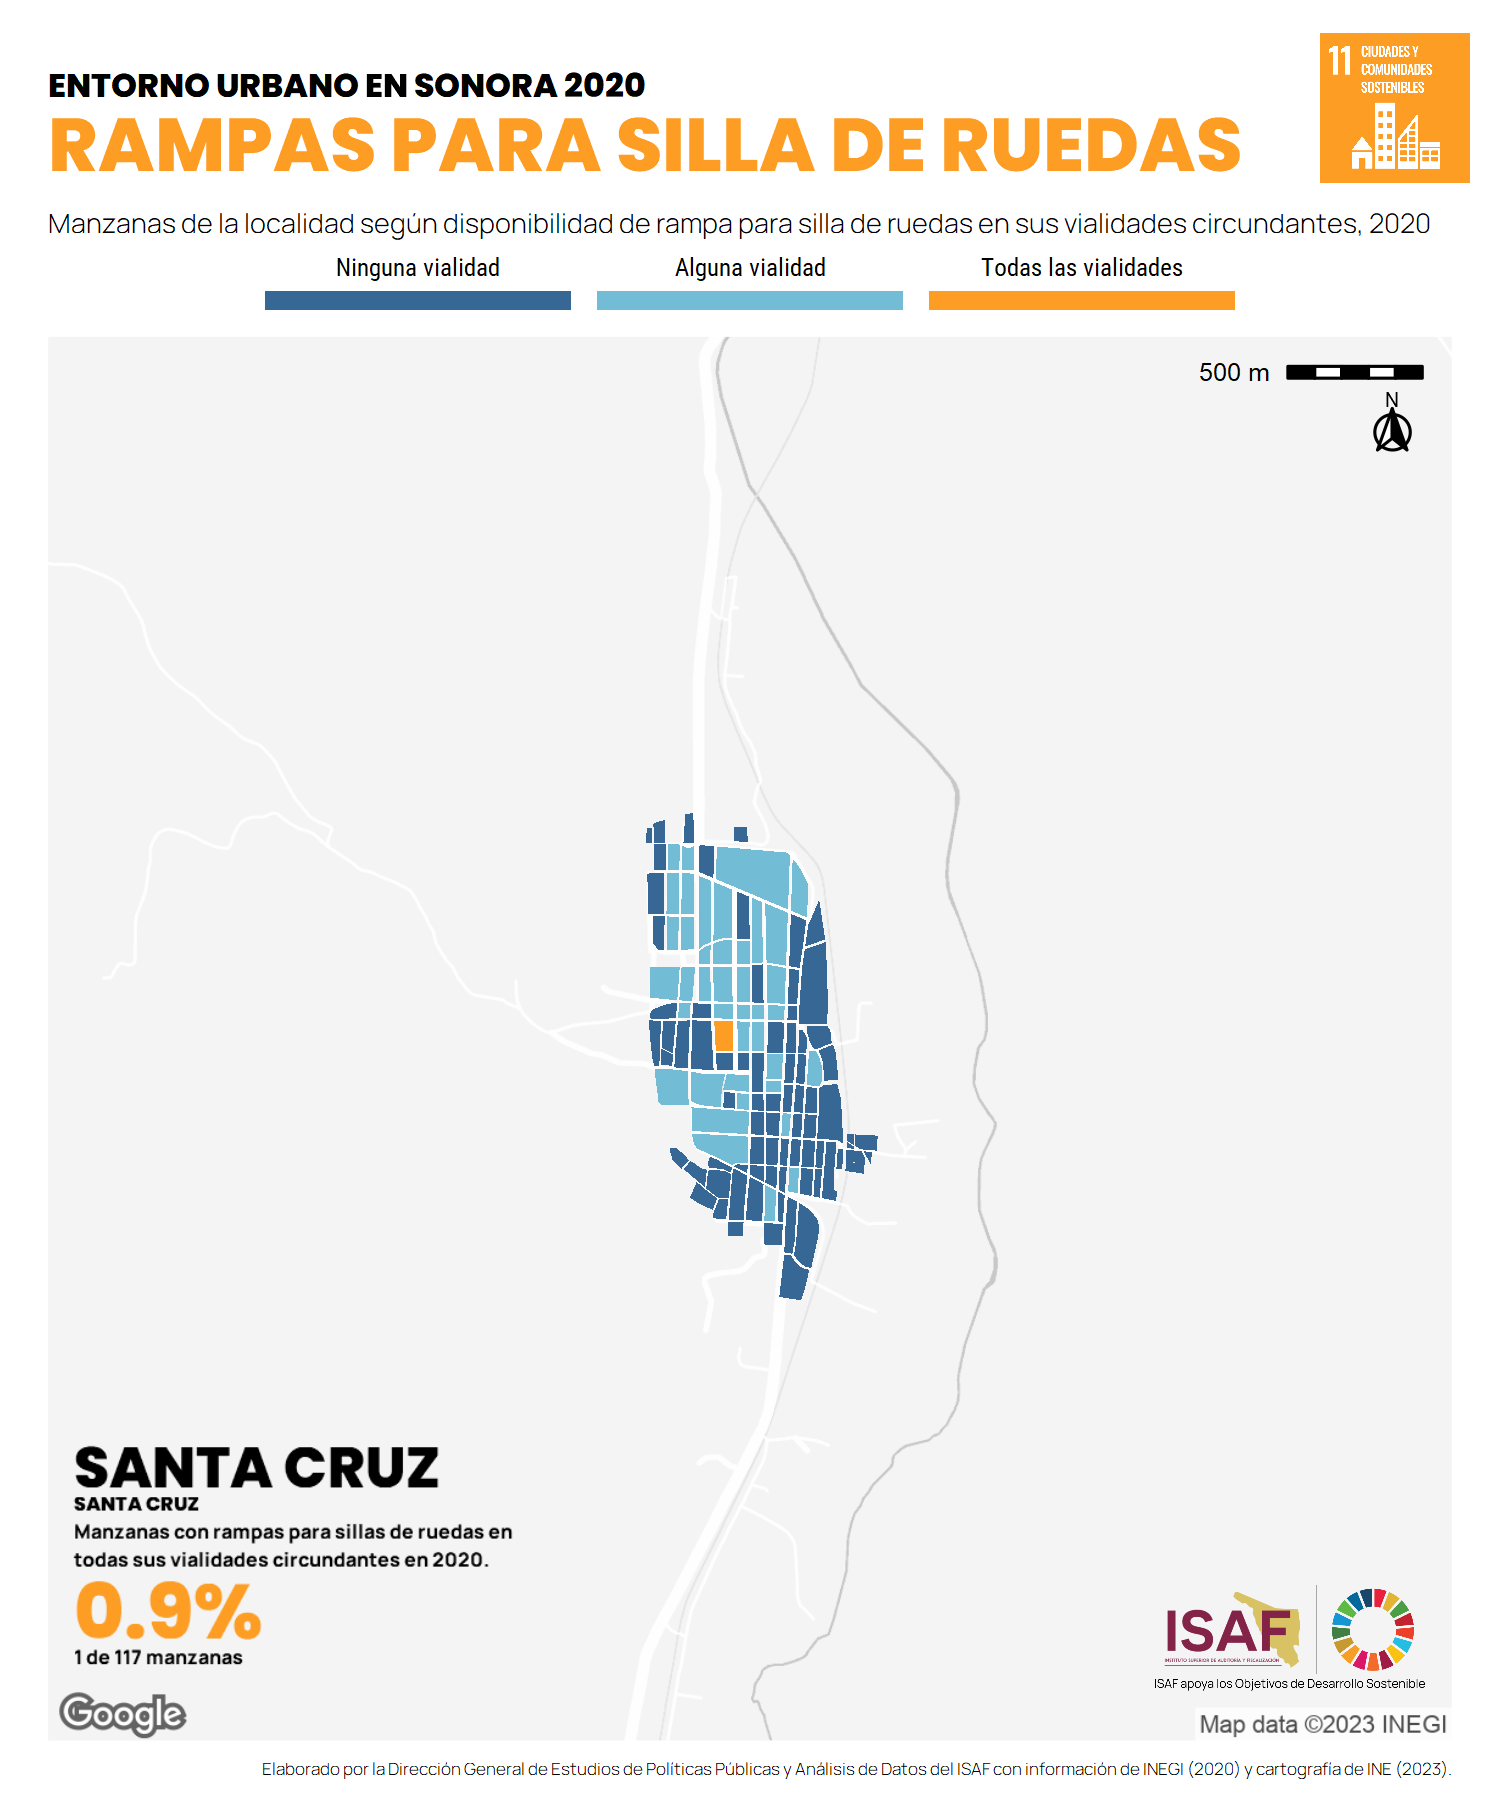 ENTORNO URBANO EN SONORA 2020
RAMPAS PARA SILLA DE RUEDAS
11 CIUDADES Y
COMUNIDADES
SOSTENIBLES
Manzanas de la localidad según disponibilidad de rampa para silla de ruedas en sus vialidades circundantes, 2020
Ninguna vialidad
Alguna vialidad
Todas las vialidades
500 m
N
SANTA CRUZ
SANTA CRUZ
Manzanas con rampas para sillas de ruedas en
todas sus vialidades circundantes en 2020.
0.9%
1 de 117 manzanas
Google
ISAF
INSTITUTO SUPERIOR DE AUDITORÍA Y FISCALIZACIÓN
ISAF apoya los Objetivos de Desarrollo Sostenible
Map data ©2023 INEGI
Elaborado por la Dirección General de Estudios de Políticas Públicas y Análisis de Datos del ISAF con información de INEGI (2020) y cartografía de INE (2023).